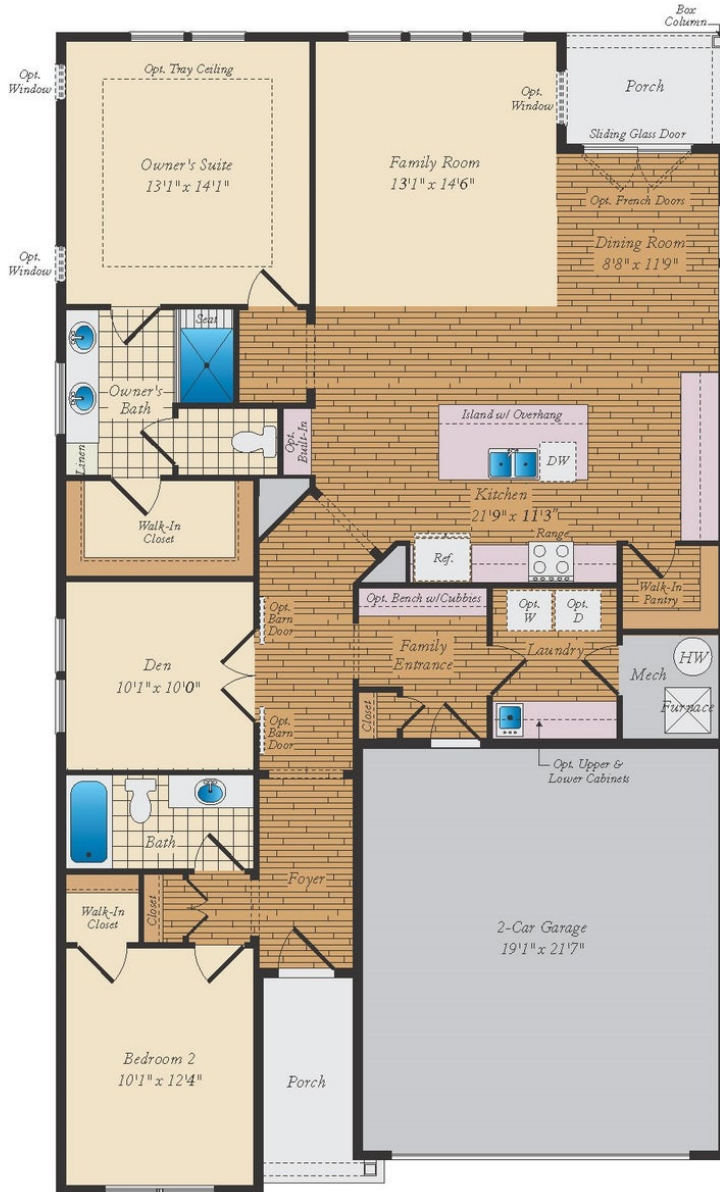 Box
Column
Opt.
Window
Opt. Tray Ceiling
Owner's Suite
13'1" x 14'1"
Family Room
13'1" x 14'6"
Opt.
Window
Porch
Sliding Glass Door
Opt. French Doors
Dining Room
8'8" x 11'9"
Opt.
Window
Seat
Owner's
Bath
Linen
Opt.
Built-In
Island w/ Overhang
DW
Kitchen
21'9" x 11'3"
Range
Ref.
Walk-In
Closet
Walk-In
Pantry
Opt. Bench w/Cubbies
Opt.
W
Opt.
D
Opt.
Barn
Door
Family
Entrance
Laundry
Mech
HW
Furnace
Den
10'1" x 10'0"
Opt.
Barn
Door
Closet
Opt. Upper &
Lower Cabinets
Bath
Foyer
Walk-In
Closet
Closet
2-Car Garage
19'1" x 21'7"
Bedroom 2
10'1" x 12'4"
Porch